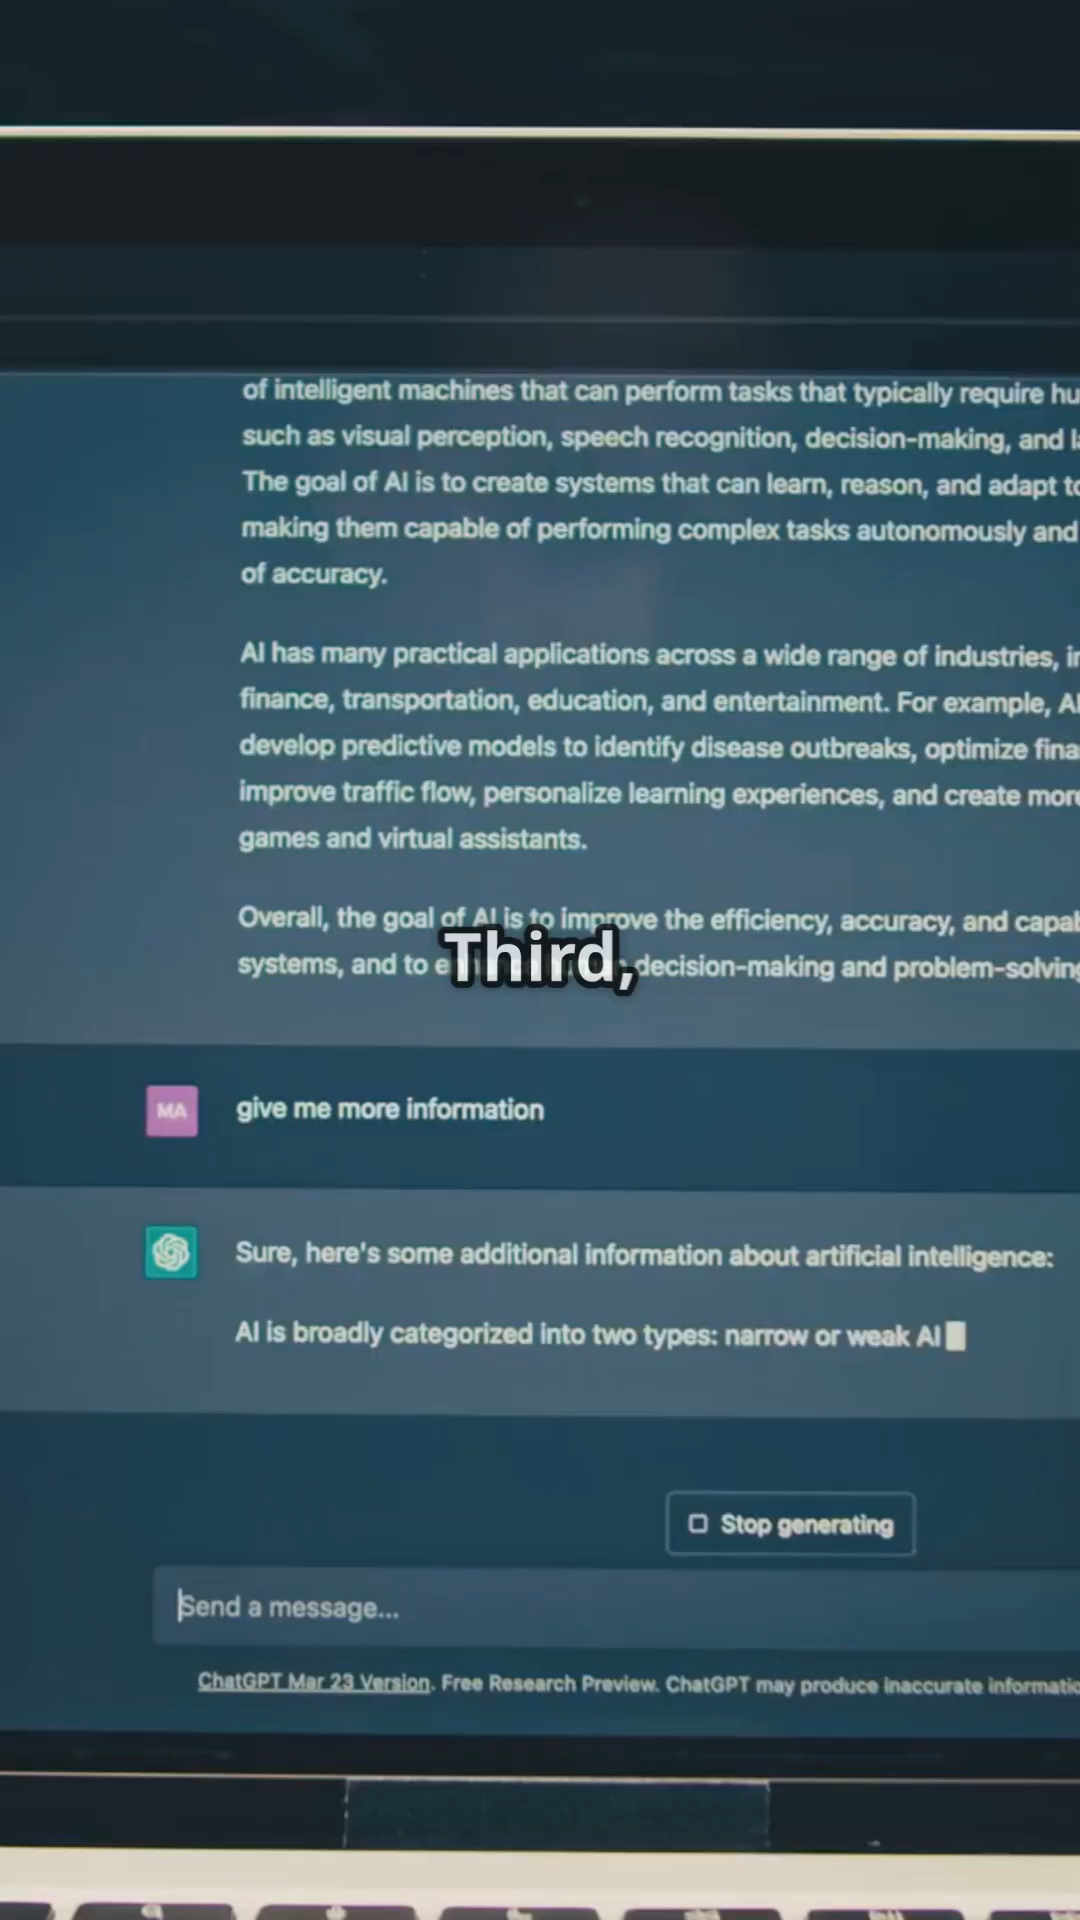 of intelligent machines that can perform tasks that typically require hu
such as visual perception, speech recognition, decision-making, and la
The goal of AI is to create systems that can learn, reason, and adapt to
making them capable of performing complex tasks autonomously and
of accuracy.
AI has many practical applications across a wide range of industries, in
finance, transportation, education, and entertainment. For example, AI
develop predictive models to identify disease outbreaks, optimize fina
improve traffic flow, personalize learning experiences, and create more
games and virtual assistants.
Overall, the goal of AI is to improve the efficiency, accuracy, and capab
systems, and to
Third,
decision-making and problem-solving
MA
give me more information
Sure, here's some additional information about artificial intelligence:
AI is broadly categorized into two types: narrow or weak AI
Stop generating
Send a message...
ChatGPT Mar 23 Version. Free Research Preview. ChatGPT may produce inaccurate informatio